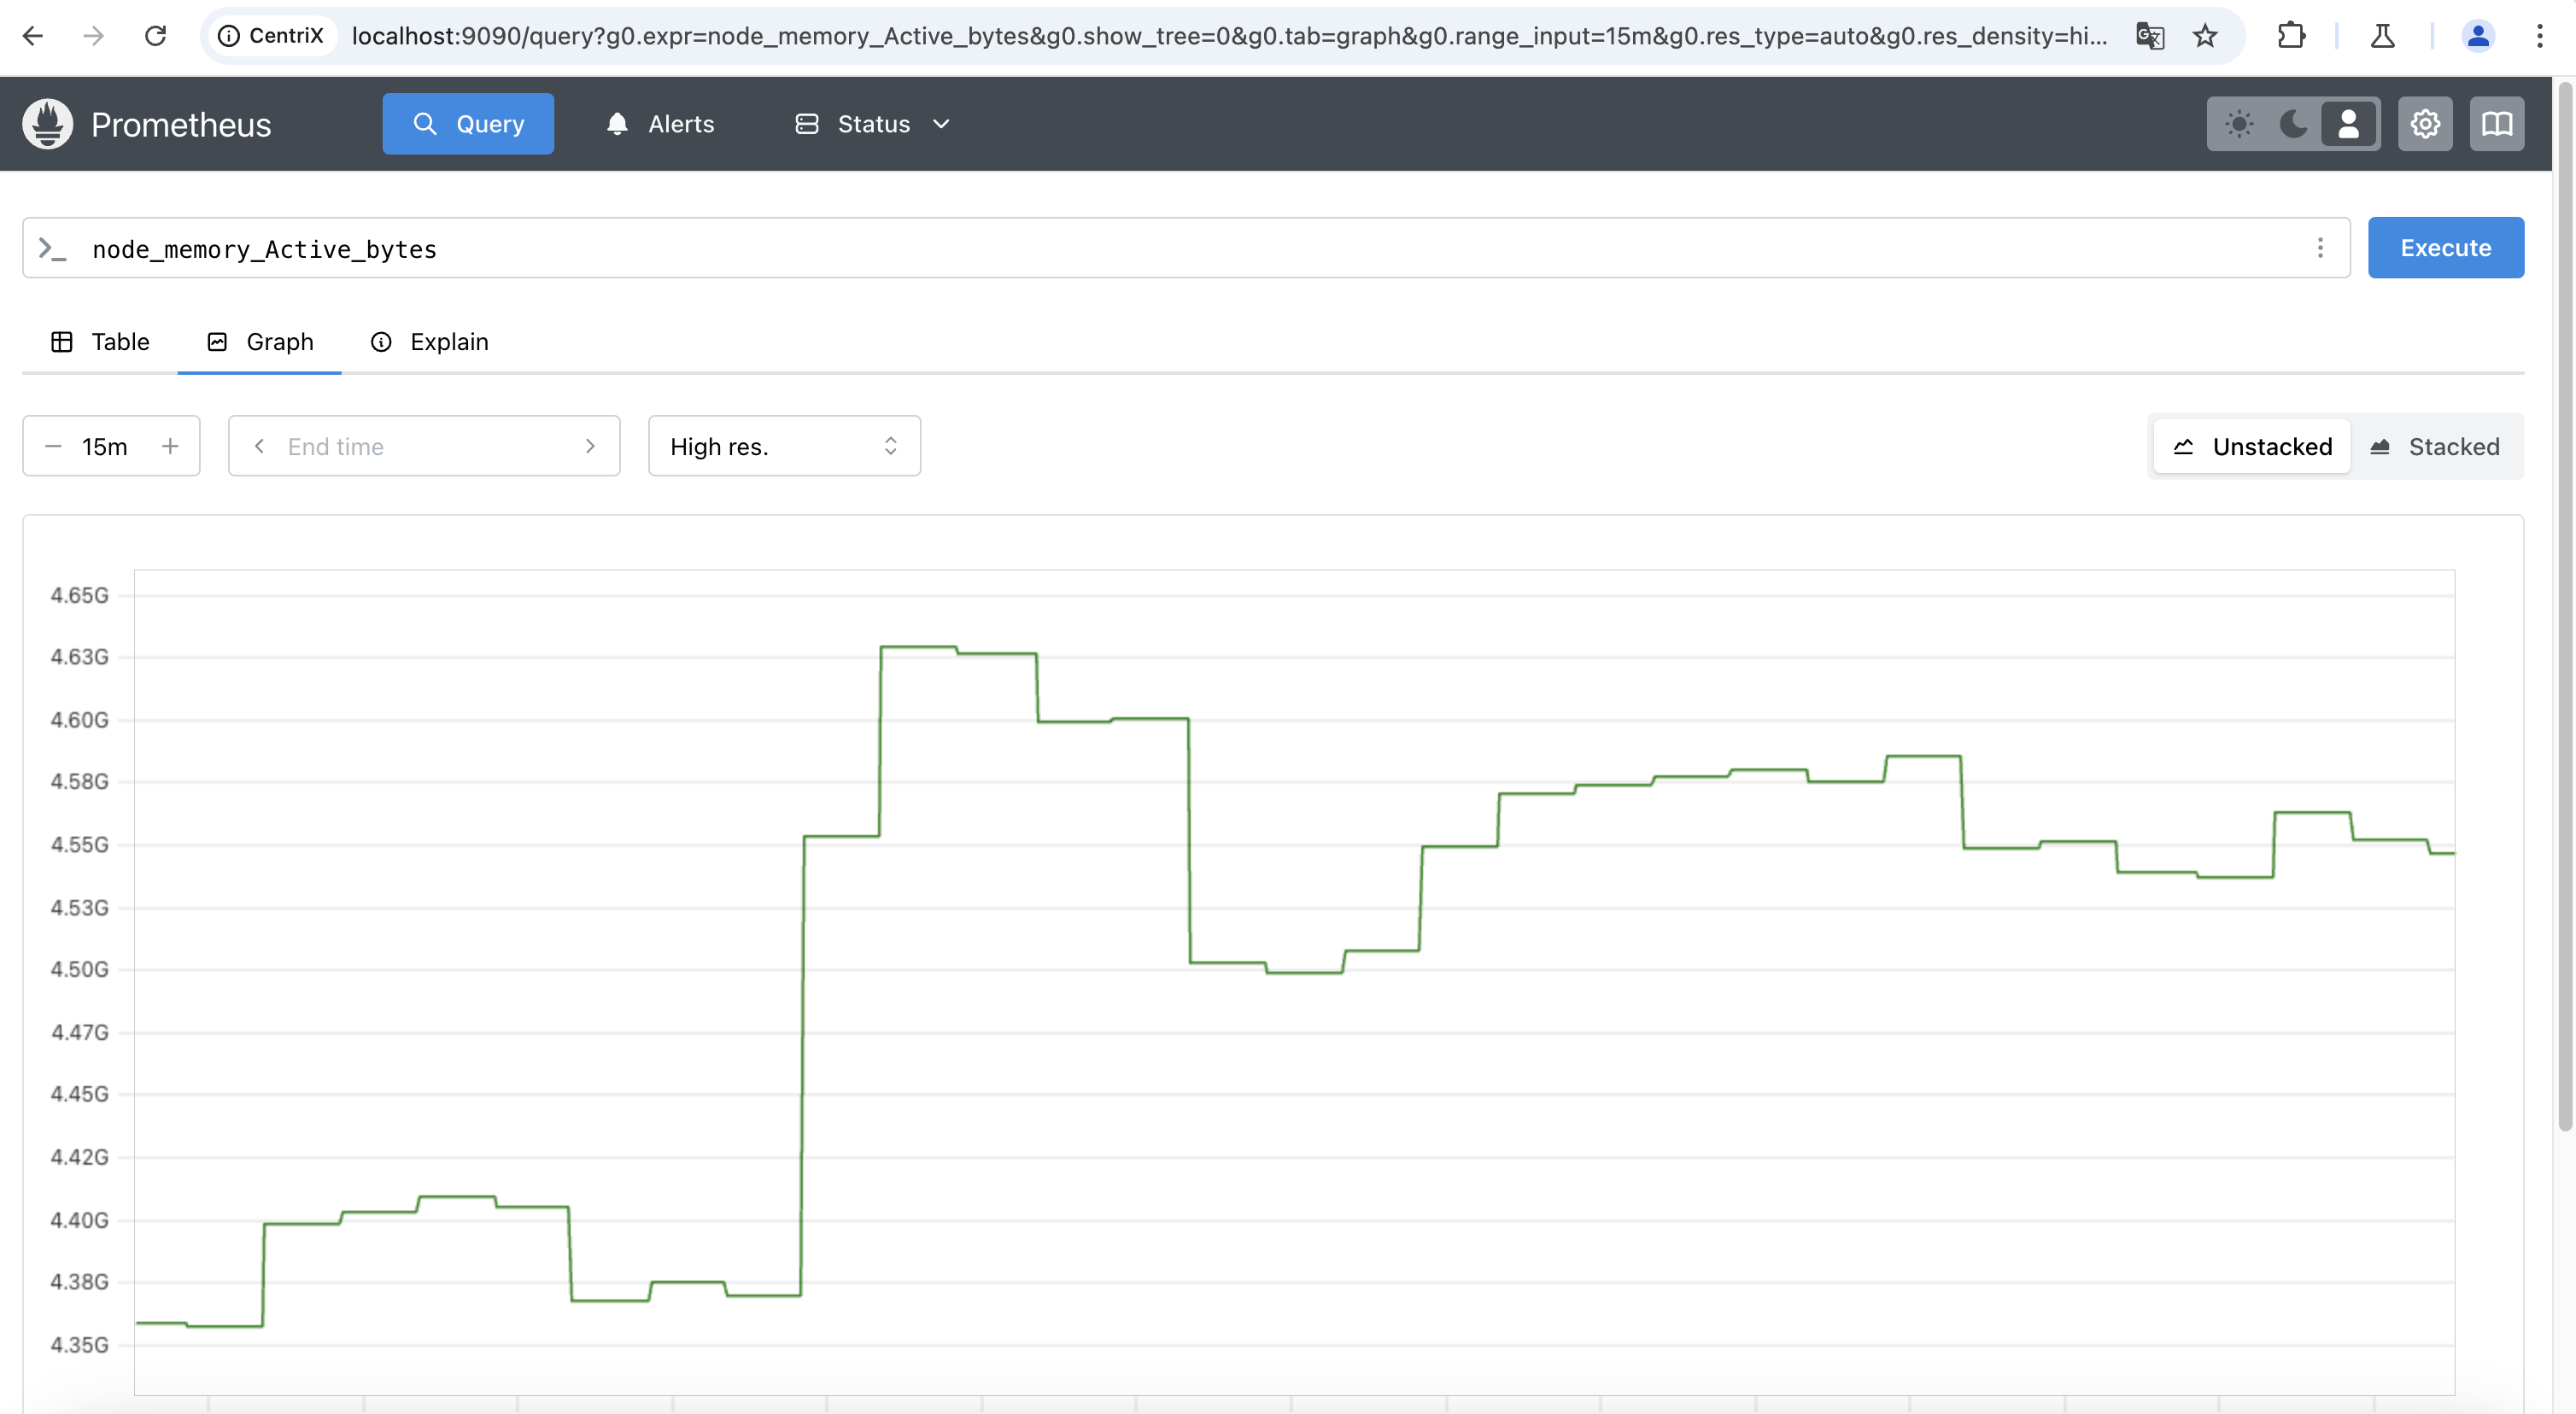 CentriX localhost:9090/query?g0.expr=node_memory_Active_bytes&g0.show_tree=0&g0.tab=graph&g0.range_input=15m&g0.res_type=auto&g0.res_density=hi...
Prometheus Query Alerts Status
>_ node_memory_Active_bytes Execute
Table Graph Explain
15m End time High res. Unstacked Stacked
4.65G
4.63G
4.60G
4.58G
4.55G
4.53G
4.50G
4.47G
4.45G
4.42G
4.40G
4.38G
4.35G